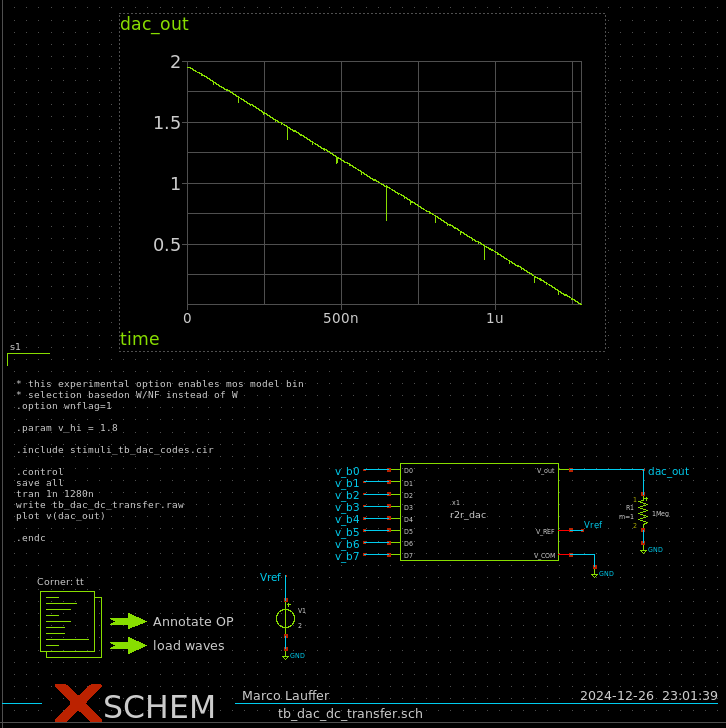 dac_out
2
1.5
1
0.5
0
500n
1u
time
s1
* this experimental option enables mos model bin
* selection basedon W/NF instead of W
.option wnflag=1
.param v_hi = 1.8
.include stimuli_tb_dac_codes.cir
.control
save all
tran 1n 1280n
write tb_dac_dc_transfer.raw
plot v(dac_out)
.endc
v_b0
v_b1
v_b2
v_b3
v_b4
v_b5
v_b6
v_b7
D0
D1
D2
D3
D4
D5
D6
D7
x1
r2r_dac
V_out
V_REF
V_COM
dac_out
Vref
GND
1
R1
1Meg
m=1
2
GND
Corner: tt
Annotate OP
load waves
Vref
V1
2
GND
XSCHEM
Marco Lauffer
2024-12-26 23:01:39
tb_dac_dc_transfer.sch